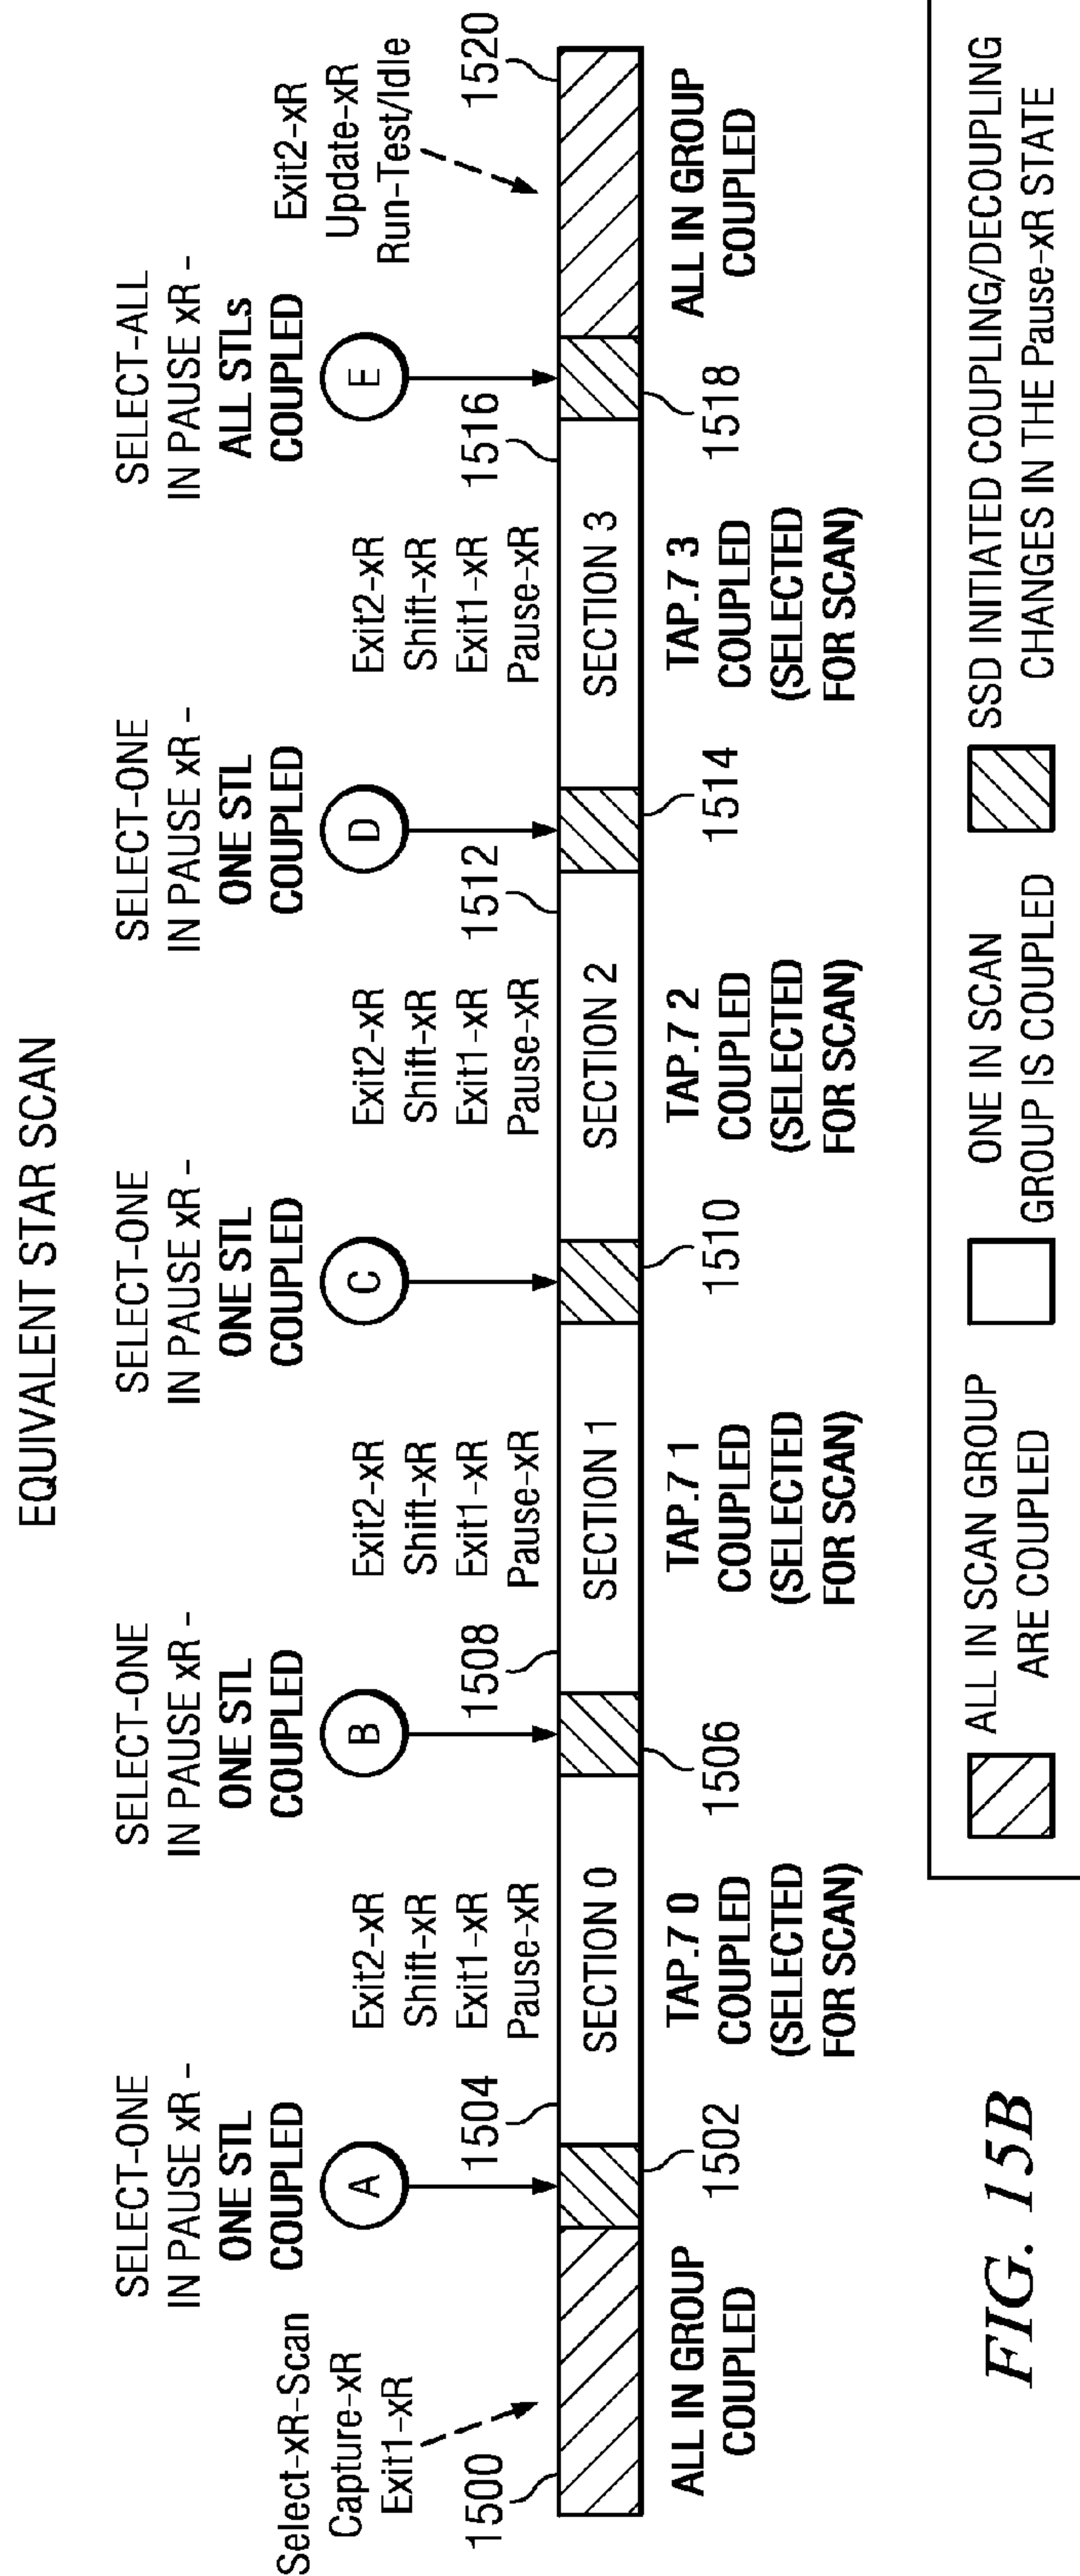 EQUIVALENT STAR SCAN
SELECT-ONE
IN PAUSE xR -
ONE STL
COUPLED
SELECT-ONE
IN PAUSE xR -
ONE STL
COUPLED
SELECT-ONE
IN PAUSE xR -
ONE STL
COUPLED
SELECT-ONE
IN PAUSE xR -
ONE STL
COUPLED
SELECT-ALL
IN PAUSE xR -
ALL STLs
COUPLED
Select-xR-Scan
Capture-xR
Exit1-xR
A
Exit2-xR
Shift-xR
Exit1-xR
Pause-xR
B
Exit2-xR
Shift-xR
Exit1-xR
Pause-xR
C
Exit2-xR
Shift-xR
Exit1-xR
Pause-xR
D
Exit2-xR
Shift-xR
Exit1-xR
Pause-xR
E
Exit2-xR
Update-xR
Run-Test/Idle
1500
1504
1508
1512
1516
1520
SECTION 0
SECTION 1
SECTION 2
SECTION 3
1502
1506
1510
1514
1518
ALL IN GROUP
COUPLED
TAP.7 0
COUPLED
(SELECTED
FOR SCAN)
TAP.7 1
COUPLED
(SELECTED
FOR SCAN)
TAP.7 2
COUPLED
(SELECTED
FOR SCAN)
TAP.7 3
COUPLED
(SELECTED
FOR SCAN)
ALL IN GROUP
COUPLED
FIG. 15B
ALL IN SCAN GROUP
ARE COUPLED
ONE IN SCAN
GROUP IS COUPLED
SSD INITIATED COUPLING/DECOUPLING
CHANGES IN THE Pause-xR STATE